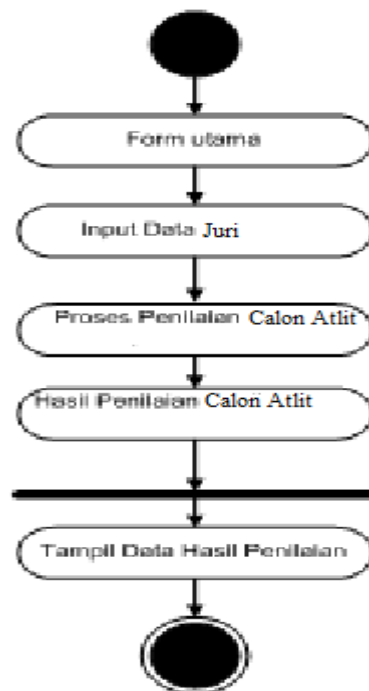 Form utama
Input Data Juri
Proses Penilaian Calon Atlit
Hasil Penilaian Calon Atlit
Tampil Data Hasil Penilaian